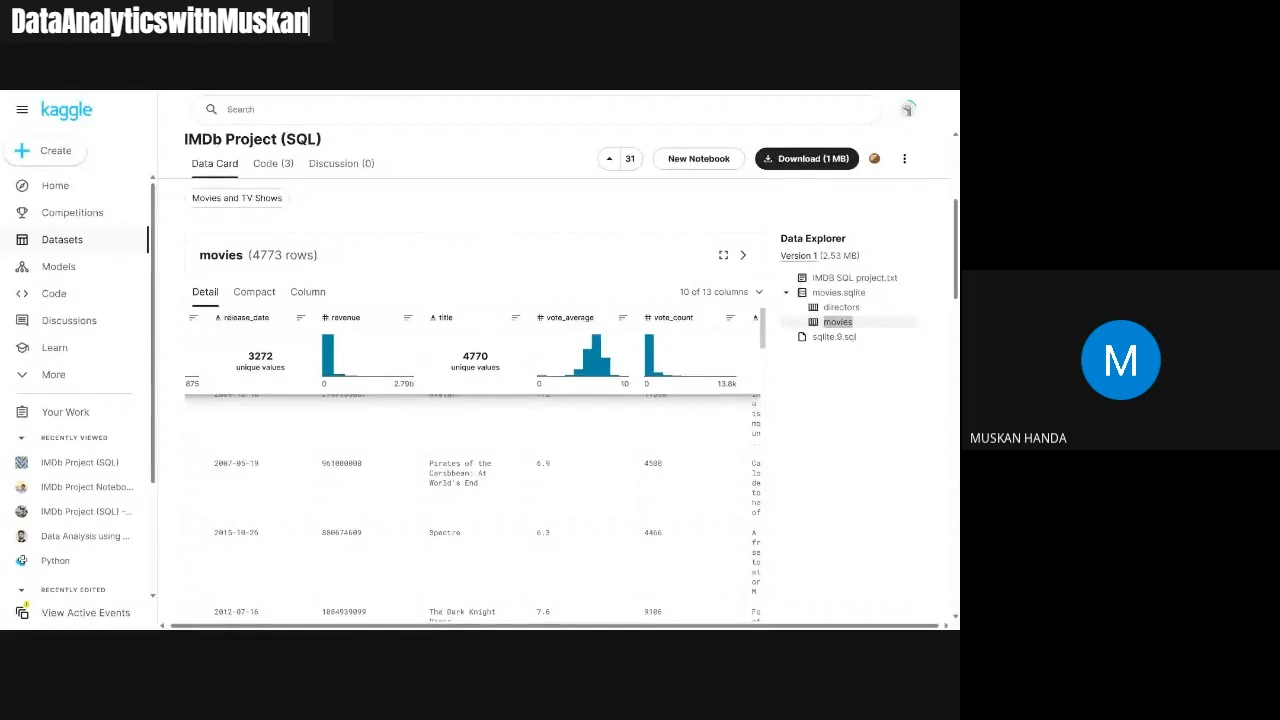 DataAnalyticswithMuskan
kaggle
Search
Create
Home
Competitions
Datasets
Models
Code
Discussions
Learn
More
Your Work
RECENTLY VIEWED
IMDb Project (SQL)
IMDb Project Notebo...
IMDb Project (SQL) -...
Data Analysis using ...
Python
RECENTLY EDITED
View Active Events
IMDb Project (SQL)
Data Card Code (3) Discussion (0)
31 New Notebook Download (1 MB)
Movies and TV Shows
movies (4773 rows)
Detail Compact Column 10 of 13 columns
release_date # revenue title # vote_average # vote_count
3272 4770
unique values unique values
875 0 2.79b 0 10 0 13.8k
2007-05-19 961000000 Pirates of the 6.9 4500
Caribbean: At
World's End
2015-10-26 880674609 Spectre 6.3 4466
2012-07-16 1084939099 The Dark Knight 7.6 9106
Data Explorer
Version 1 (2.53 MB)
IMDB SQL project.txt
movies.sqlite
directors
movies
sqlite.9.sql
M
MUSKAN HANDA